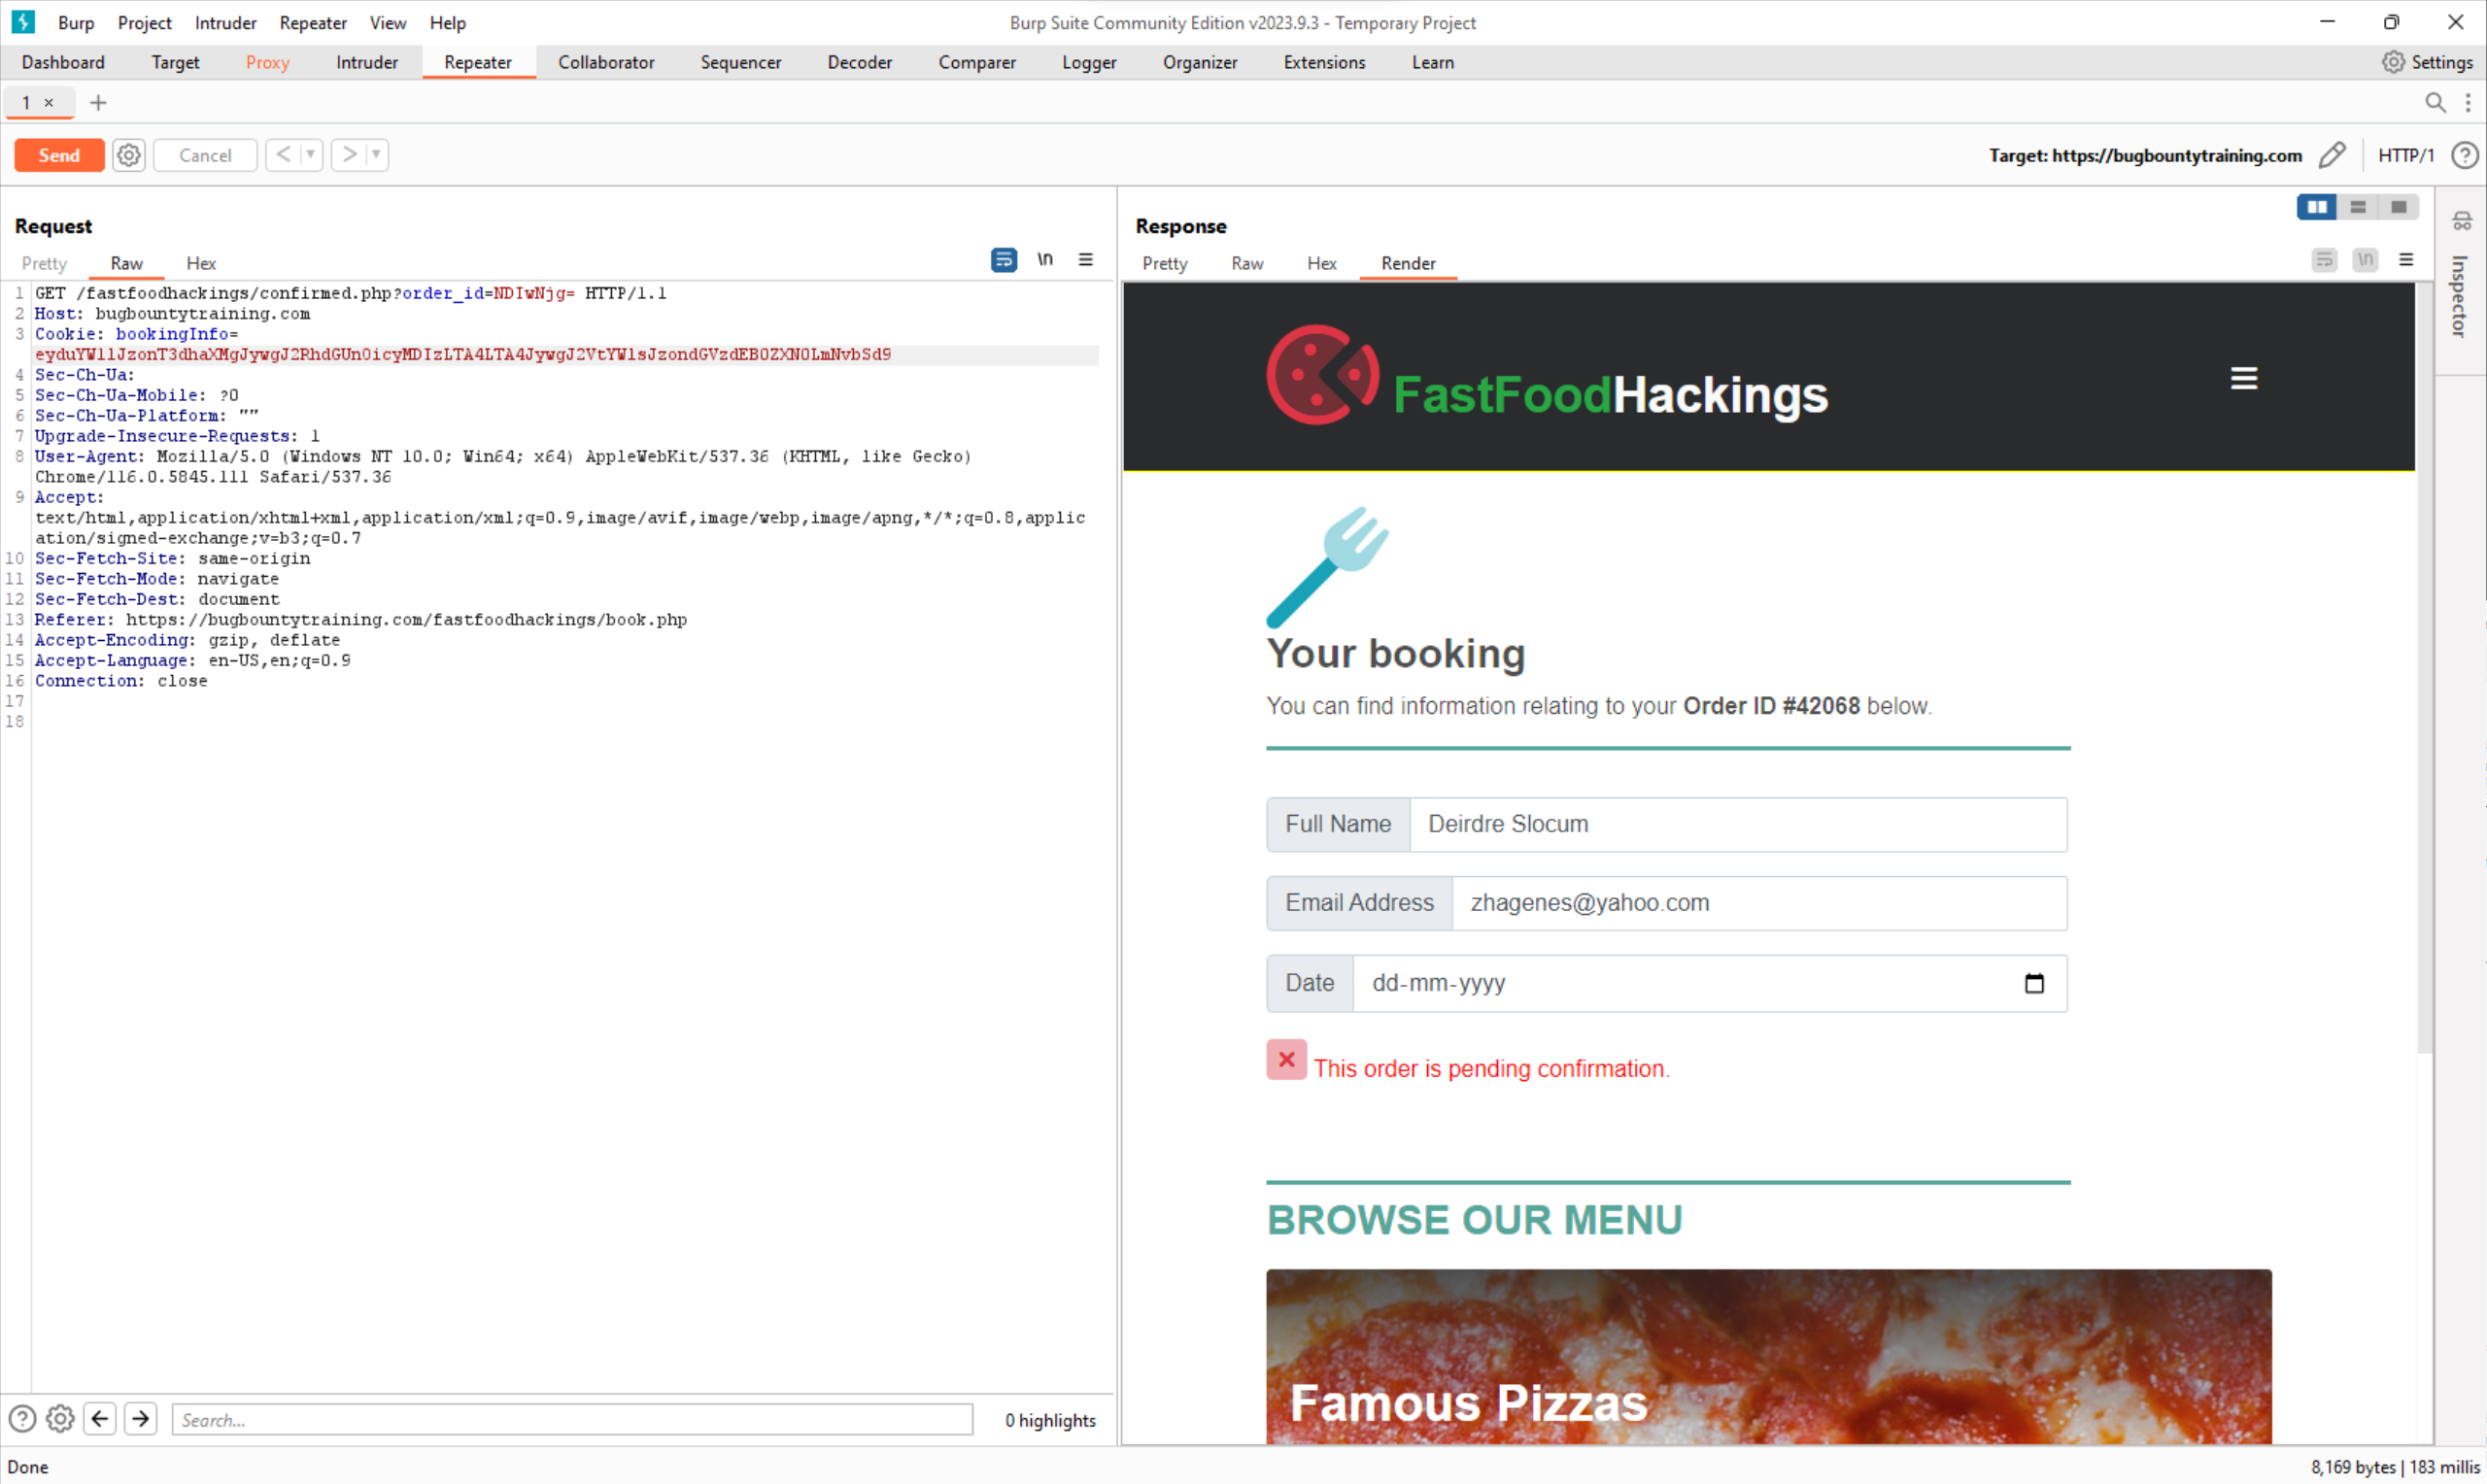 Burp Project Intruder Repeater View Help
Burp Suite Community Edition v2023.9.3 - Temporary Project
Dashboard Target Proxy Intruder Repeater Collaborator Sequencer Decoder Comparer Logger Organizer Extensions Learn
Settings
1 × +
Send Cancel < >
Target: https://bugbountytraining.com HTTP/1 ?
Request
Pretty Raw Hex \n
1 GET /fastfoodhackings/confirmed.php?order_id=NDIwNjg= HTTP/1.1
2 Host: bugbountytraining.com
3 Cookie: bookingInfo=
eyduYW1lJzonT3dhaXMgJywgJ2RhdGUnOicyMDIzLTA4LTA4JywgJ2VtYWlsJzondGVzdEB0ZXN0LmNvbSd9
4 Sec-Ch-Ua:
5 Sec-Ch-Ua-Mobile: ?0
6 Sec-Ch-Ua-Platform: ""
7 Upgrade-Insecure-Requests: 1
8 User-Agent: Mozilla/5.0 (Windows NT 10.0; Win64; x64) AppleWebKit/537.36 (KHTML, like Gecko)
Chrome/116.0.5845.111 Safari/537.36
9 Accept:
text/html,application/xhtml+xml,application/xml;q=0.9,image/avif,image/webp,image/apng,*/*;q=0.8,applic
ation/signed-exchange;v=b3;q=0.7
10 Sec-Fetch-Site: same-origin
11 Sec-Fetch-Mode: navigate
12 Sec-Fetch-Dest: document
13 Referer: https://bugbountytraining.com/fastfoodhackings/book.php
14 Accept-Encoding: gzip, deflate
15 Accept-Language: en-US,en;q=0.9
16 Connection: close
17
18
? Search... 0 highlights
Response
Pretty Raw Hex Render \n
Inspector
FastFoodHackings
Your booking
You can find information relating to your Order ID #42068 below.
Full Name Deirdre Slocum
Email Address zhagenes@yahoo.com
Date dd-mm-yyyy
This order is pending confirmation.
BROWSE OUR MENU
Famous Pizzas
Done
8,169 bytes | 183 millis